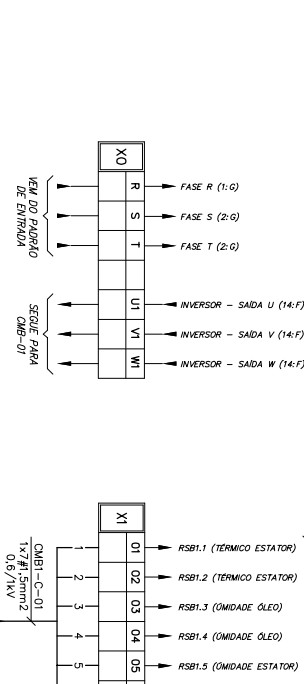 X0
R
FASE R (1:G)
S
FASE S (2:G)
T
FASE T (2:G)
VEM DO PADRÃO
DE ENTRADA
U1
INVERSOR – SAÍDA U (14:F)
V1
INVERSOR – SAÍDA V (14:F)
W1
INVERSOR – SAÍDA W (14:F)
SEGUE PARA
CMB-01
X1
1
01
RSB1.1 (TÉRMICO ESTATOR)
2
02
RSB1.2 (TÉRMICO ESTATOR)
3
03
RSB1.3 (ÚMIDADE ÓLEO)
4
04
RSB1.4 (ÚMIDADE ÓLEO)
5
05
RSB1.5 (ÚMIDADE ESTATOR)
CMB1-C-01
1x7#1,5mm2
0,6/1kV